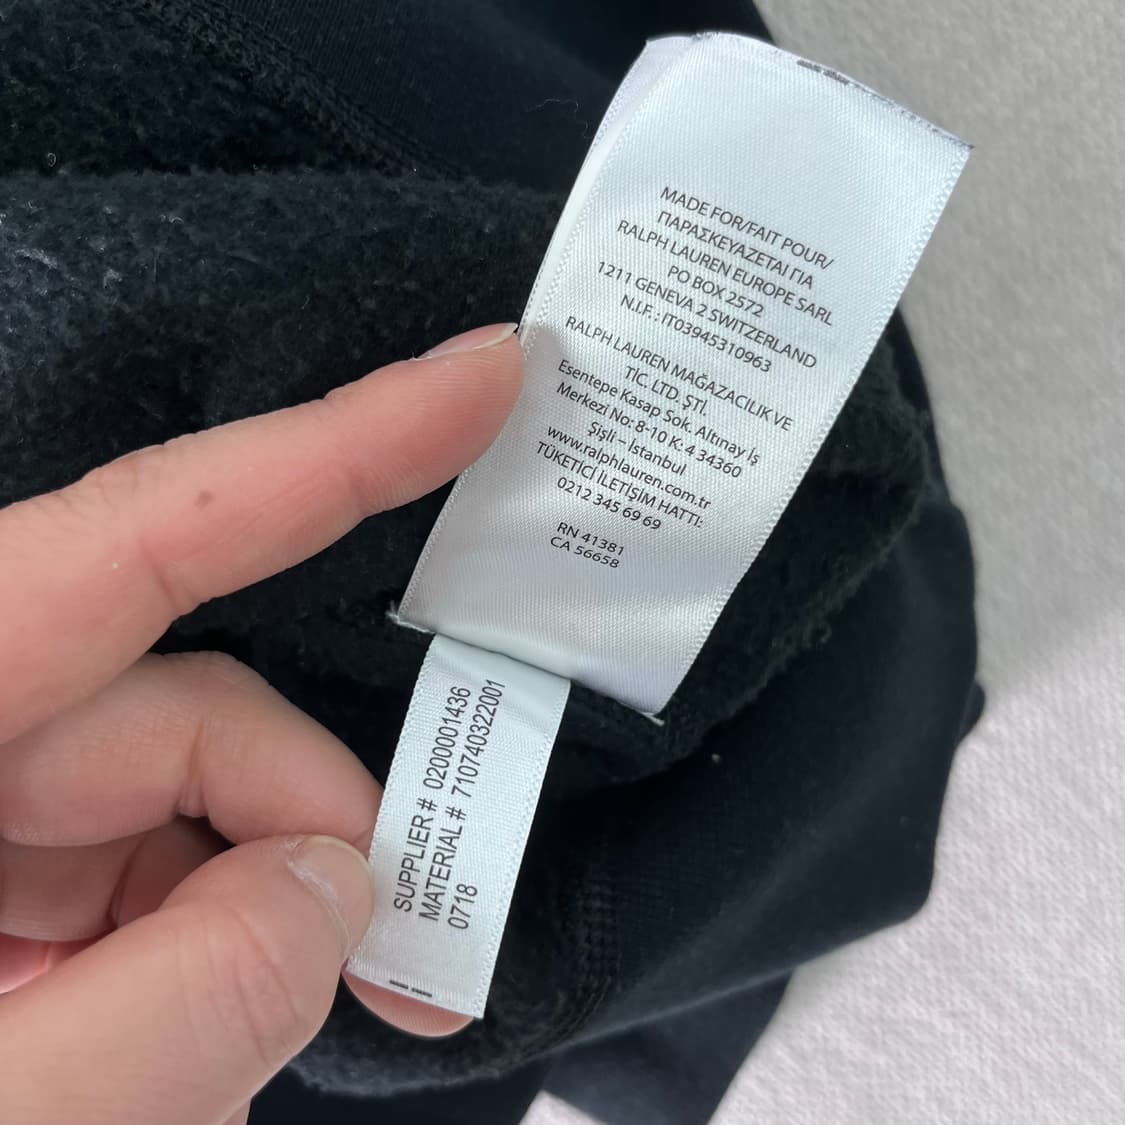 MADE FOR/FAIT POUR/
ΠΑΡΑΣΚΕΥΑΖΕΤΑΙ ΓΙΑ
RALPH LAUREN EUROPE SARL
PO BOX 2572
1211 GENEVA 2 SWITZERLAND
N.I.F. : IT03945310963
RALPH LAUREN MAĞAZACILIK VE
TİC. LTD. ŞTİ.
Esentepe Kasap Sok. Altınay İş
Merkezi No: 8-10 K: 4 34360
Şişli – İstanbul
www.ralphlauren.com.tr
TÜKETİCİ İLETİŞİM HATTI:
0212 345 69 69
RN 41381
CA 56658
SUPPLIER # 0200001436
MATERIAL # 710740322001
0718